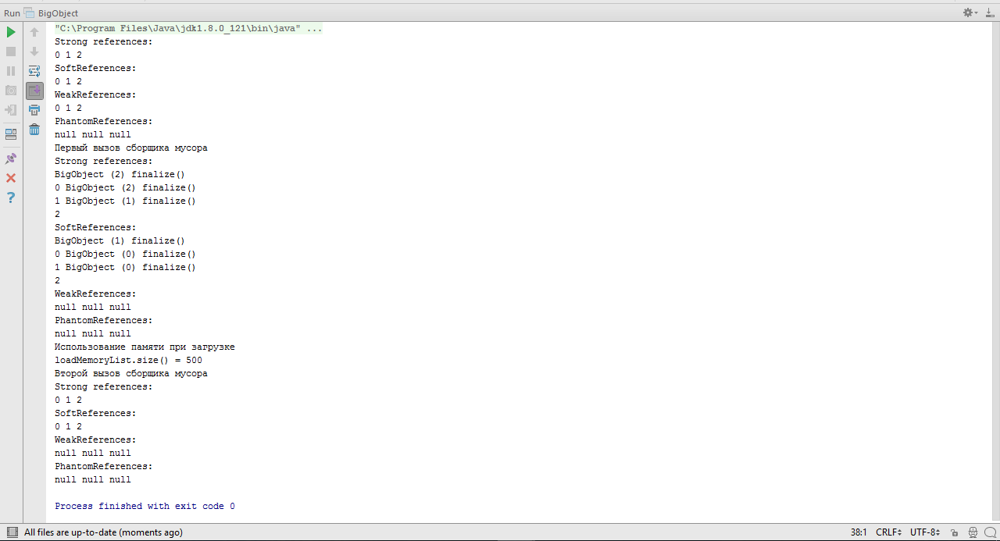 Run BigObject
"C:\Program Files\Java\jdk1.8.0_121\bin\java" ...
Strong references:
0 1 2
SoftReferences:
0 1 2
WeakReferences:
0 1 2
PhantomReferences:
null null null
Первый вызов сборщика мусора
Strong references:
BigObject (2) finalize()
0 BigObject (2) finalize()
1 BigObject (1) finalize()
2
SoftReferences:
BigObject (1) finalize()
0 BigObject (0) finalize()
1 BigObject (0) finalize()
2
WeakReferences:
null null null
PhantomReferences:
null null null
Использование памяти при загрузке
loadMemoryList.size() = 500
Второй вызов сборщика мусора
Strong references:
0 1 2
SoftReferences:
0 1 2
WeakReferences:
null null null
PhantomReferences:
null null null
Process finished with exit code 0
All files are up-to-date (moments ago) 38:1 CRLF UTF-8